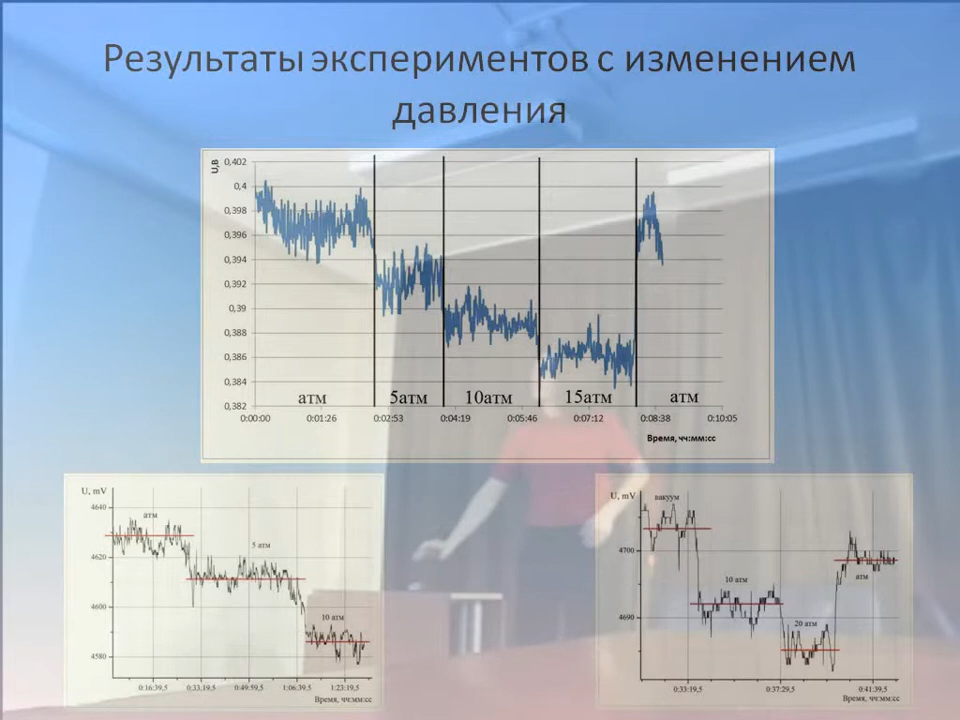 Результаты экспериментов с изменением
давления
U,В
0,402
0,4
0,398
0,396
0,394
0,392
0,39
0,388
0,386
0,384
0,382
атм 5атм 10атм 15атм атм
0:00:00 0:01:26 0:02:53 0:04:19 0:05:46 0:07:12 0:08:38 0:10:05
Время, чч:мм:сс
U, mV
4640
4620
4600
4580
атм
5 атм
10 атм
0:16:39,5 0:33:19,5 0:49:59,5 1:06:39,5 1:23:19,5
Время, чч:мм:сс
U, mV
4700
4690
вакуум
10 атм
20 атм
атм
0:33:19,5 0:37:29,5 0:41:39,5
Время, чч:мм:сс